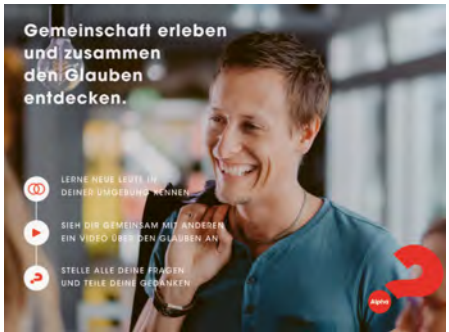 Gemeinschaft erleben
und zusammen
den Glauben
entdecken.
LERNE NEUE LEUTE IN
DEINER UMGEBUNG KENNEN
SIEH DIR GEMEINSAM MIT ANDEREN
EIN VIDEO ÜBER DEN GLAUBEN AN
STELLE ALLE DEINE FRAGEN
UND TEILE DEINE GEDANKEN
Alpha